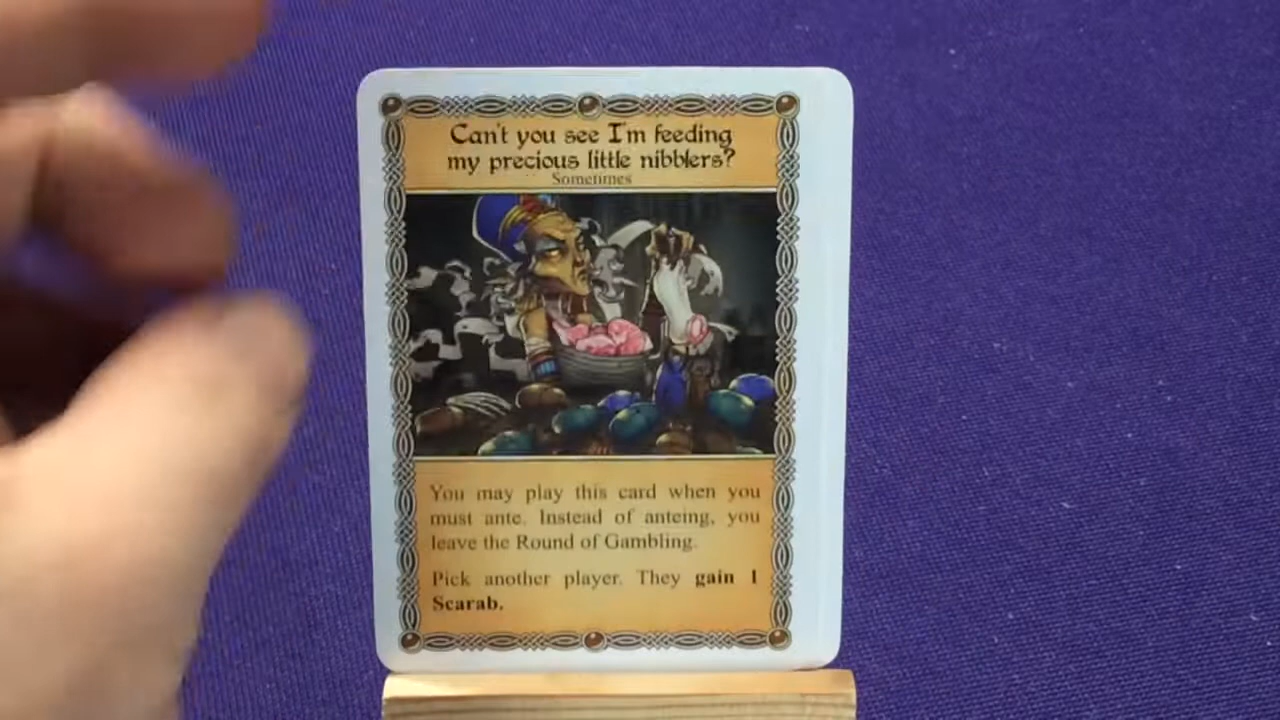 Can't you see I'm feeding
my precious little nibblers?
Sometimes
You may play this card when you
must ante. Instead of anteing, you
leave the Round of Gambling.
Pick another player. They gain 1
Scarab.